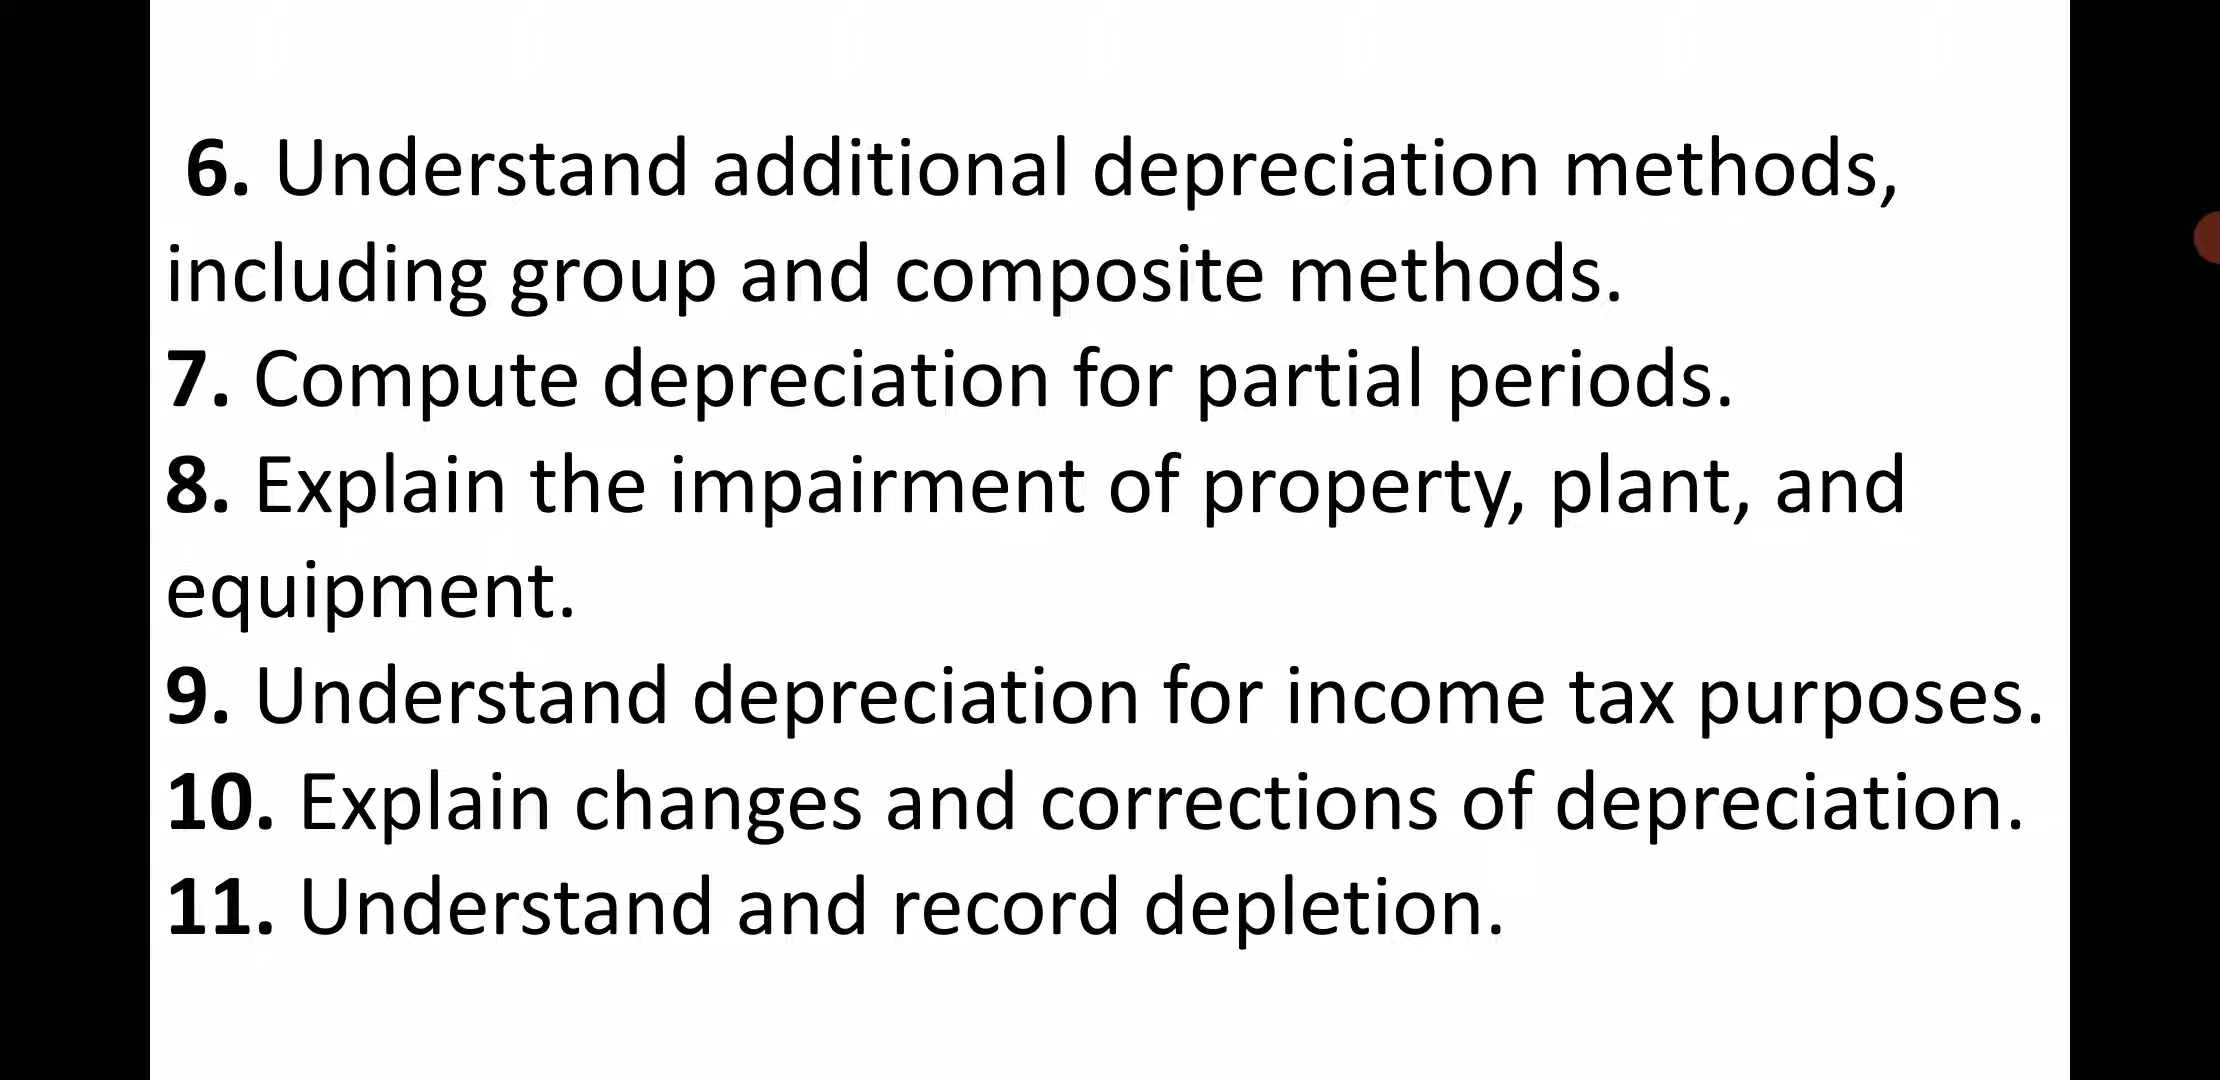 6. Understand additional depreciation methods,
including group and composite methods.
7. Compute depreciation for partial periods.
8. Explain the impairment of property, plant, and
equipment.
9. Understand depreciation for income tax purposes.
10. Explain changes and corrections of depreciation.
11. Understand and record depletion.